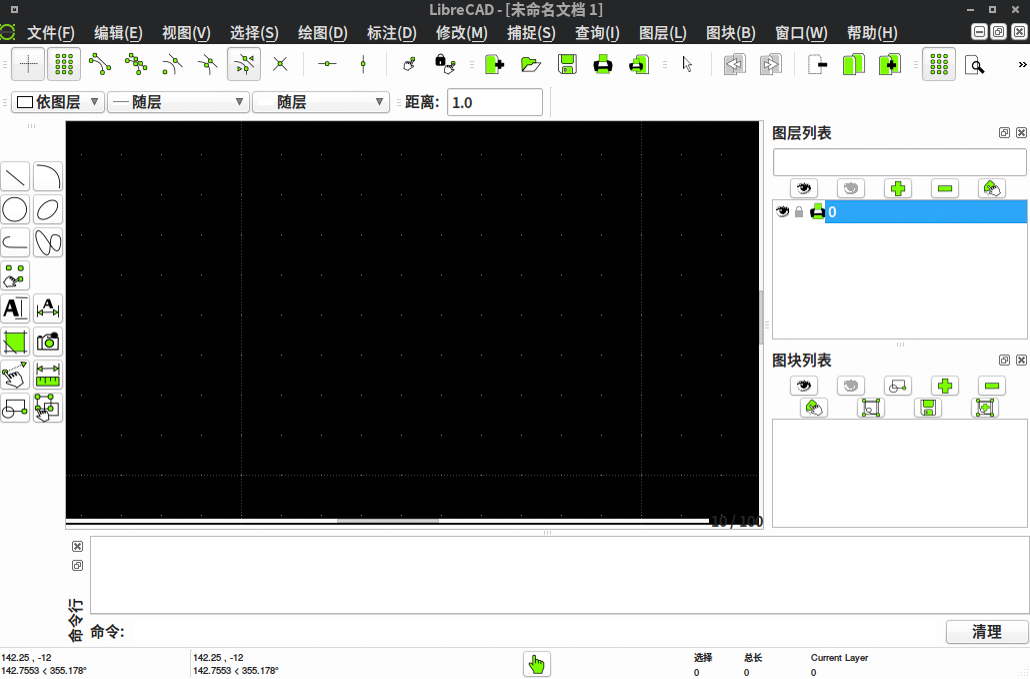 LibreCAD - [未命名文档 1]
文件(F) 编辑(E) 视图(V) 选择(S) 绘图(D) 标注(D) 修改(M) 捕捉(S) 查询(I) 图层(L) 图块(B) 窗口(W) 帮助(H)
依图层 随层 随层 距离: 1.0
图层列表
0
图块列表
10 / 100
命令行
命令:
清理
142.25 , -12
142.7553 < 355.178°
142.25 , -12
142.7553 < 355.178°
选择
0
总长
0
Current Layer
0